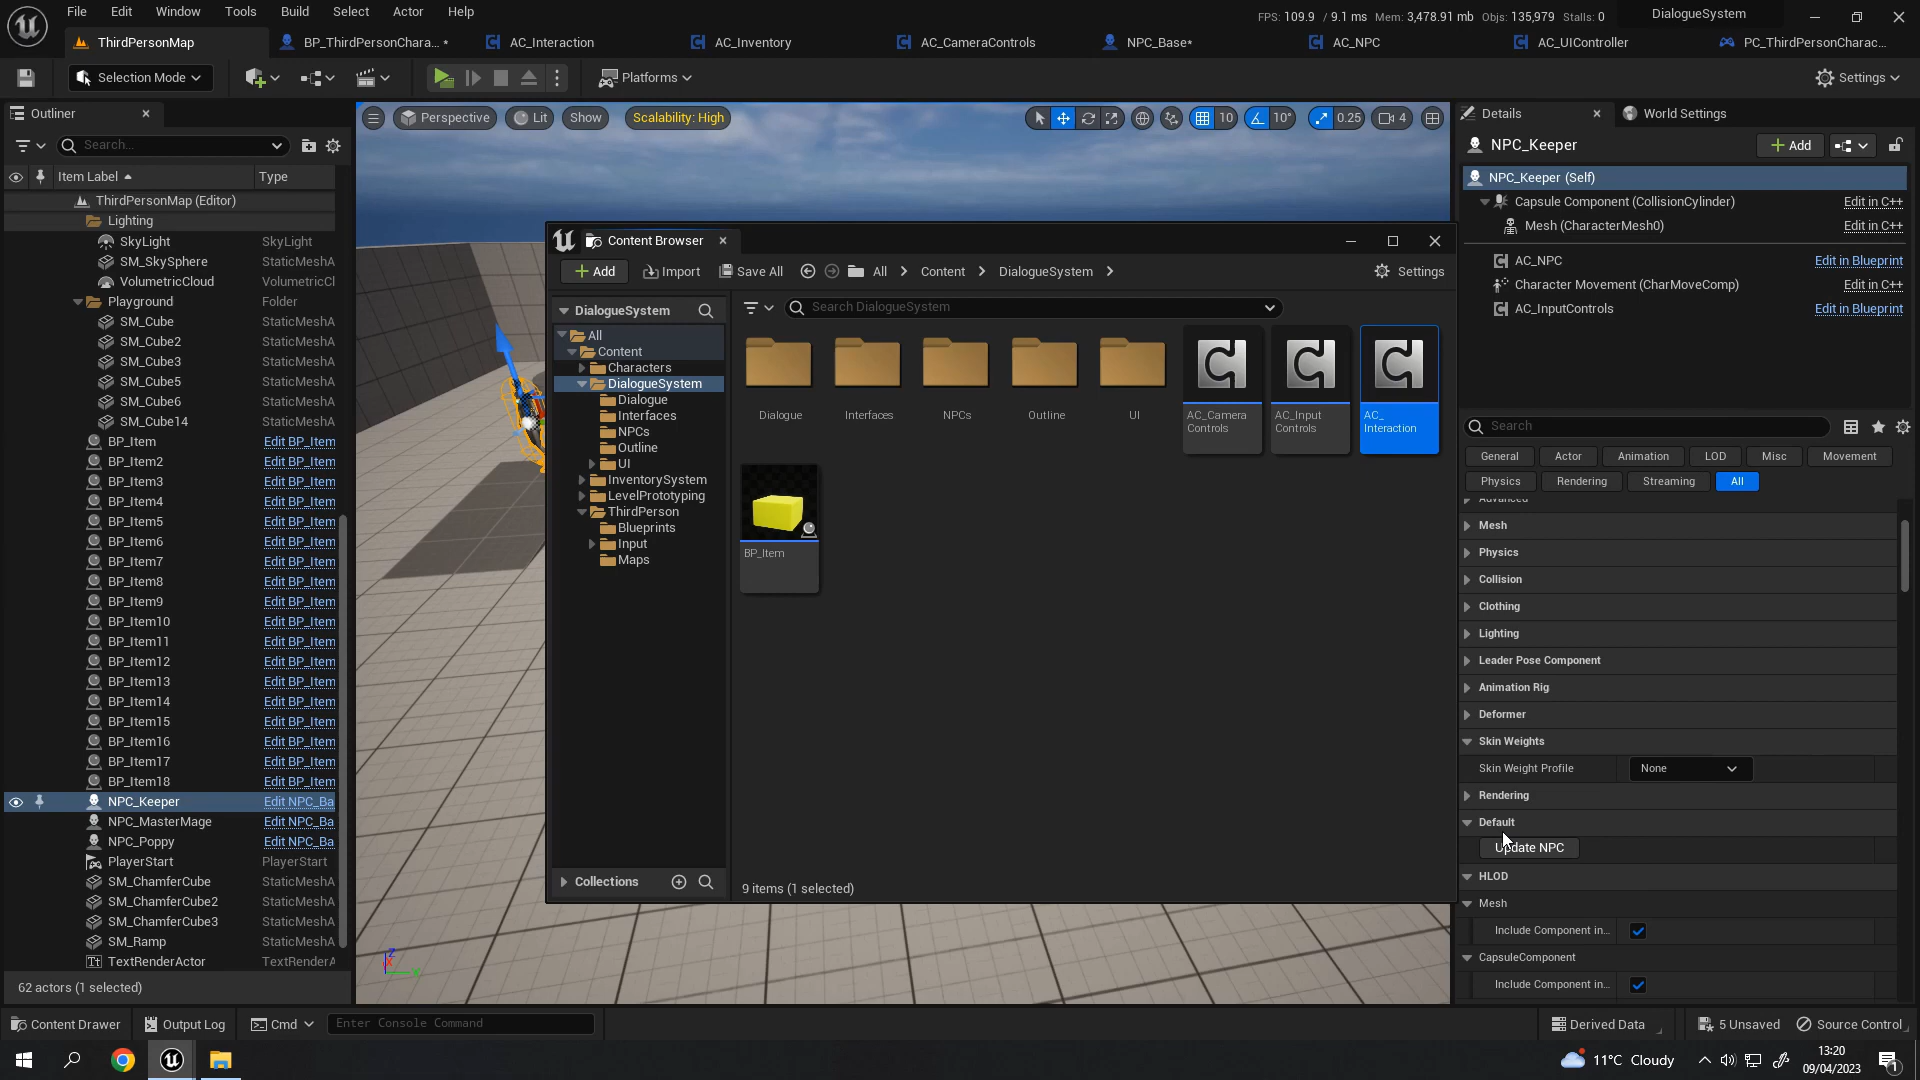 File Edit Window Tools Build Select Actor Help
FPS: 109.9 / 9.1 ms Mem: 3,478.91 mb Objs: 135,979 Stalls: 0 DialogueSystem
ThirdPersonMap BP_ThirdPersonChara... * AC_Interaction AC_Inventory AC_CameraControls NPC_Base* AC_NPC AC_UIController PC_ThirdPersonCharac...
Selection Mode Platforms Settings
Outliner
Search...
Item Label Type
ThirdPersonMap (Editor)
Lighting
SkyLight SkyLight
SM_SkySphere StaticMeshA
VolumetricCloud VolumetricCl
Playground Folder
SM_Cube StaticMeshA
SM_Cube2 StaticMeshA
SM_Cube3 StaticMeshA
SM_Cube5 StaticMeshA
SM_Cube6 StaticMeshA
SM_Cube14 StaticMeshA
BP_Item Edit BP_Item
BP_Item2 Edit BP_Item
BP_Item3 Edit BP_Item
BP_Item4 Edit BP_Item
BP_Item5 Edit BP_Item
BP_Item6 Edit BP_Item
BP_Item7 Edit BP_Item
BP_Item8 Edit BP_Item
BP_Item9 Edit BP_Item
BP_Item10 Edit BP_Item
BP_Item11 Edit BP_Item
BP_Item12 Edit BP_Item
BP_Item13 Edit BP_Item
BP_Item14 Edit BP_Item
BP_Item15 Edit BP_Item
BP_Item16 Edit BP_Item
BP_Item17 Edit BP_Item
BP_Item18 Edit BP_Item
NPC_Keeper Edit NPC_Ba
NPC_MasterMage Edit NPC_Ba
NPC_Poppy Edit NPC_Ba
PlayerStart PlayerStart
SM_ChamferCube StaticMeshA
SM_ChamferCube2 StaticMeshA
SM_ChamferCube3 StaticMeshA
SM_Ramp StaticMeshA
TextRenderActor TextRenderA
62 actors (1 selected)
Perspective Lit Show Scalability: High 10 10° 0.25 4
Content Browser
Add Import Save All All Content DialogueSystem Settings
DialogueSystem Search DialogueSystem
All
Content
Characters
DialogueSystem
Dialogue
Interfaces
NPCs
Outline
UI
InventorySystem
LevelPrototyping
ThirdPerson
Blueprints
Input
Maps
Collections
Dialogue Interfaces NPCs Outline UI
AC_Camera
Controls
AC_Input
Controls
AC_
Interaction
BP_Item
9 items (1 selected)
Details World Settings
NPC_Keeper Add
NPC_Keeper (Self)
Capsule Component (CollisionCylinder) Edit in C++
Mesh (CharacterMesh0) Edit in C++
AC_NPC Edit in Blueprint
Character Movement (CharMoveComp) Edit in C++
AC_InputControls Edit in Blueprint
Search
General Actor Animation LOD Misc Movement
Physics Rendering Streaming All
Advanced
Mesh
Physics
Collision
Clothing
Lighting
Leader Pose Component
Animation Rig
Deformer
Skin Weights
Skin Weight Profile None
Rendering
Default
Update NPC
HLOD
Mesh
Include Component in...
CapsuleComponent
Include Component in...
Content Drawer Output Log Cmd Enter Console Command Derived Data 5 Unsaved Source Control
11°C Cloudy
13:20
09/04/2023
1